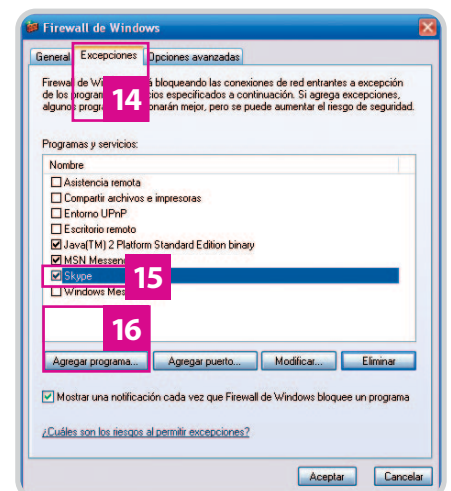 Firewall de Windows
General Excepciones Opciones avanzadas
Firewall de Wi bloqueando las conexiones de red entrantes a excepción
de los program ios especificados a continuación. Si agrega excepciones,
algunos progra onarán mejor, pero se puede aumentar el riesgo de seguridad.
14
Programas y servicios:
Nombre
Asistencia remota
Compartir archivos e impresoras
Entorno UPnP
Escritorio remoto
Java(TM) 2 Platform Standard Edition binary
MSN Messen
Skype
15
Windows Mes
16
Agregar programa... Agregar puerto... Modificar... Eliminar
Mostrar una notificación cada vez que Firewall de Windows bloquee un programa
¿Cuáles son los riesgos al permitir excepciones?
Aceptar Cancelar